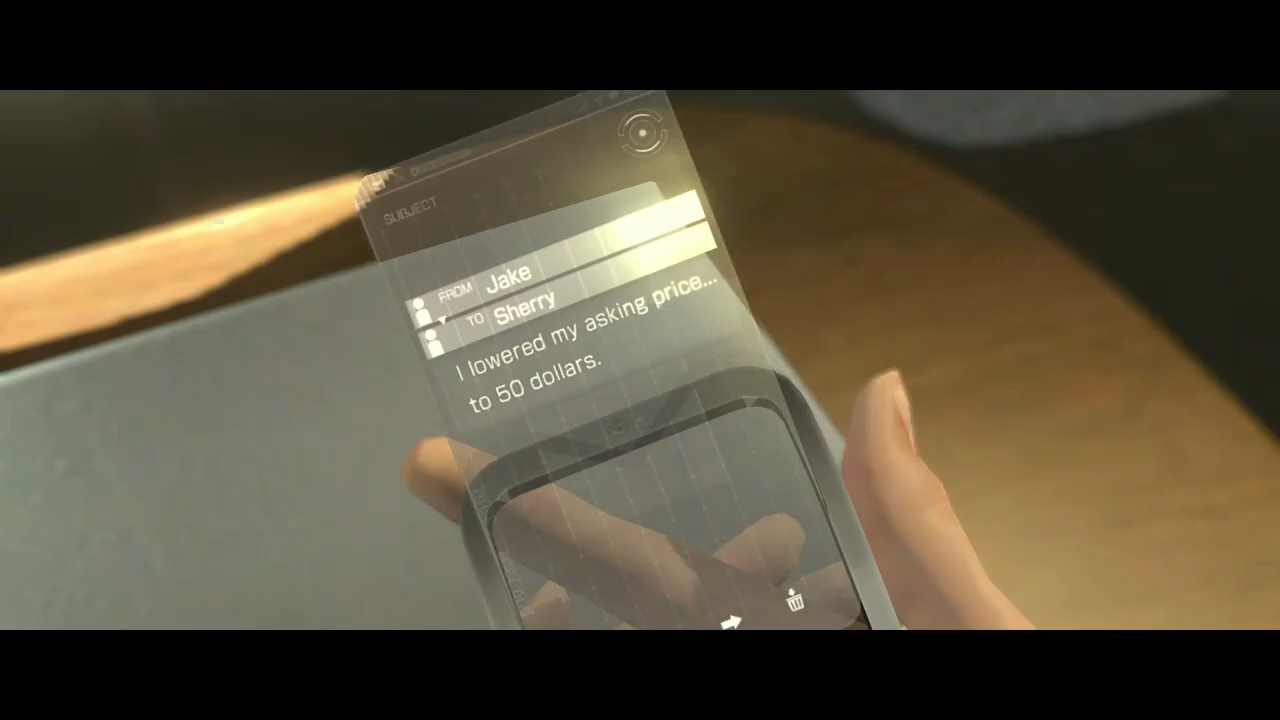 SUBJECT
FROM Jake
TO Sherry
I lowered my asking price...
to 50 dollars.